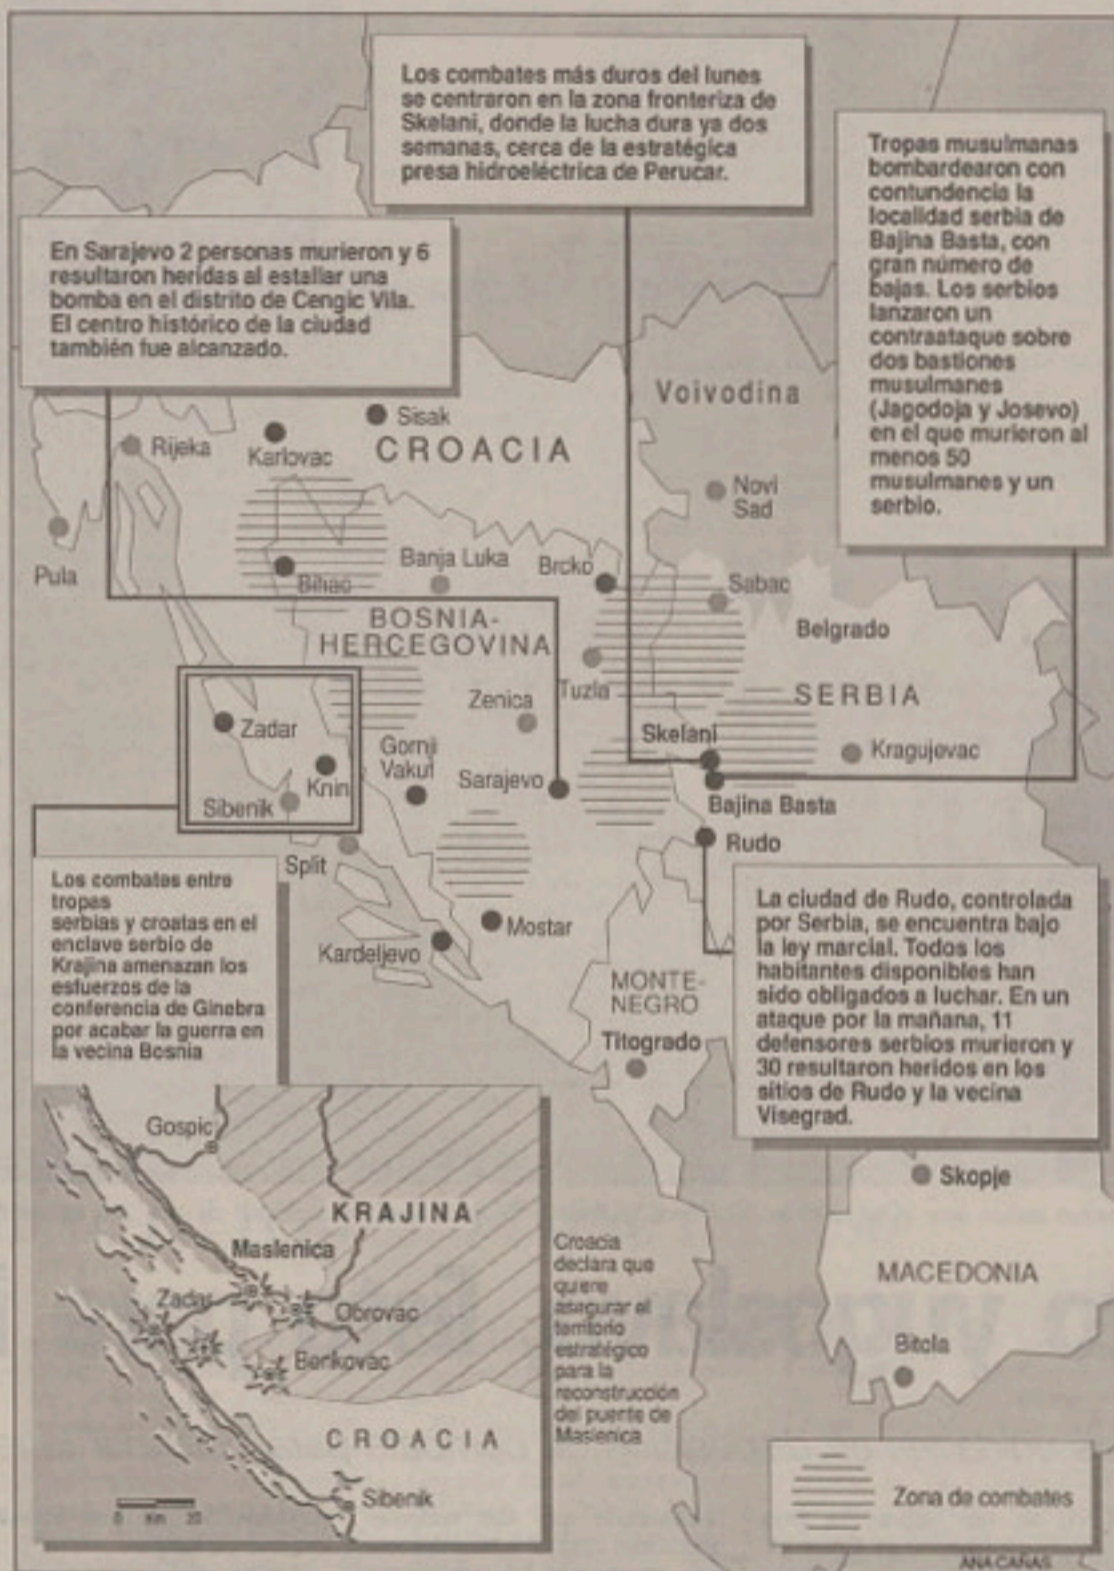 Los combates más duros del lunes
se centraron en la zona fronteriza de
Skelani, donde la lucha dura ya dos
semanas, cerca de la estratégica
presa hidroeléctrica de Perucar.
Tropas musulmanas
bombardearon con
contundencia la
localidad serbia de
Bajina Basta, con
gran número de
bajas. Los serbios
lanzaron un
contraataque sobre
dos bastiones
musulmanes
(Jagodoja y Josevo)
en el que murieron al
menos 50
musulmanes y un
serbio.
En Sarajevo 2 personas murieron y 6
resultaron heridas al estallar una
bomba en el distrito de Cengic Vila.
El centro histórico de la ciudad
también fue alcanzado.
Voivodina
Sisak
Rijeka
Karlovac
CROACIA
Novi
Sad
Pula
Bihac
Banja Luka
Brcko
Sabac
BOSNIA-
HERCEGOVINA
Belgrado
Tuzla
Zenica
SERBIA
Zadar
Gornji
Vakuf
Skelani
Kragujevac
Knin
Sarajevo
Sibenik
Bajina Basta
Rudo
Split
Mostar
Kardeljevo
MONTE-
NEGRO
Titogrado
Los combates entre
tropas
serbias y croatas en el
enclave serbio de
Krajina amenazan los
esfuerzos de la
conferencia de Ginebra
por acabar la guerra en
la vecina Bosnia
La ciudad de Rudo, controlada
por Serbia, se encuentra bajo
la ley marcial. Todos los
habitantes disponibles han
sido obligados a luchar. En un
ataque por la mañana, 11
defensores serbios murieron y
30 resultaron heridos en los
sitios de Rudo y la vecina
Visegrad.
Gospic
KRAJINA
Maslenica
Zadar
Obrovac
Benkovac
CROACIA
Sibenik
0 Km 20
Croacia
declara que
quiere
asegurar el
territorio
estratégico
para la
reconstrucción
del puente de
Maslenica
Skopje
MACEDONIA
Bitola
Zona de combates
ANA CAÑAS